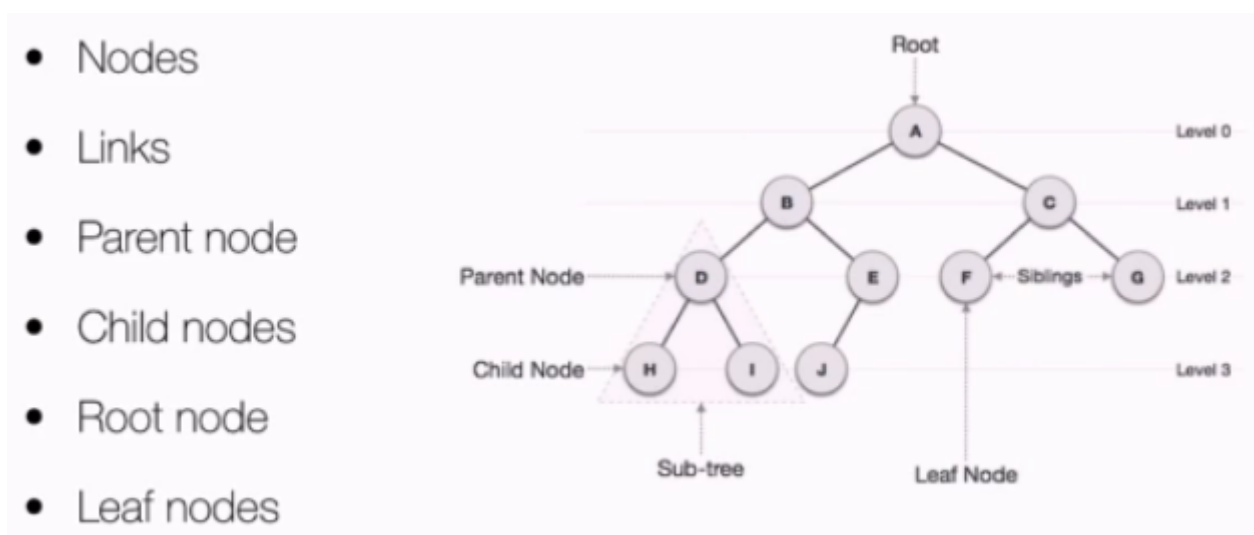 • Nodes
• Links
• Parent node
• Child nodes
• Root node
• Leaf nodes
Root
A
Level 0
B
C
Level 1
Parent Node
D
E
F
Siblings
G
Level 2
Child Node
H
I
J
Level 3
Sub-tree
Leaf Node